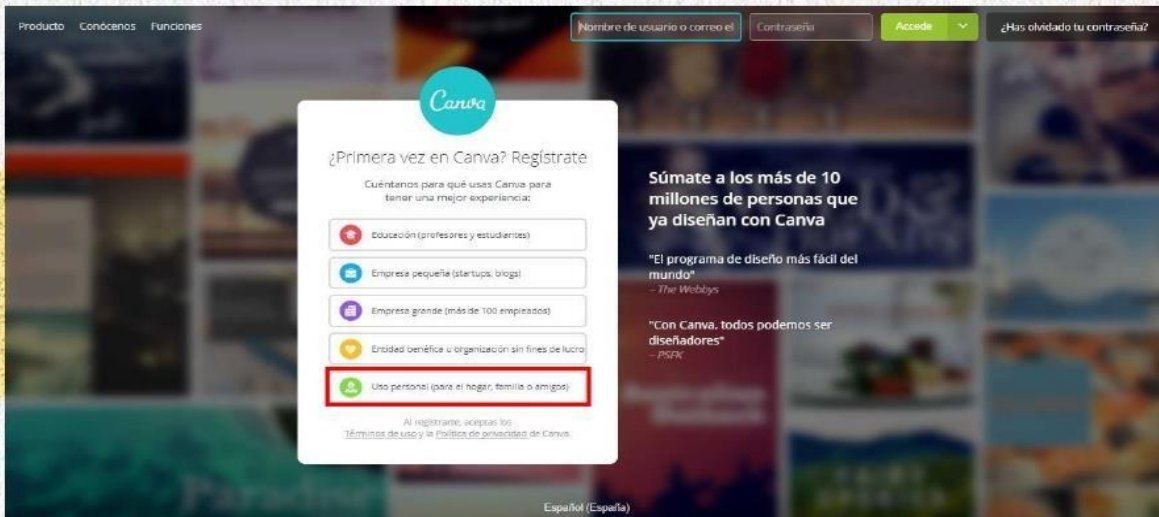 Producto Conócenos Funciones
Nombre de usuario o correo el
Contraseña
Accede
¿Has olvidado tu contraseña?
Canva
¿Primera vez en Canva? Regístrate
Cuéntanos para qué usas Canva para
tener una mejor experiencia:
Educación (profesores y estudiantes)
Empresa pequeña (startups, blogs)
Empresa grande (más de 100 empleados)
Entidad benéfica u organización sin fines de lucro
Uso personal (para el hogar, familia o amigos)
Al registrarte, aceptas los
Términos de uso y la Política de privacidad de Canva.
Súmate a los más de 10
millones de personas que
ya diseñan con Canva
"El programa de diseño más fácil del
mundo"
– The Webbys
"Con Canva, todos podemos ser
diseñadores"
– PSFK
Paradise
Español (España)